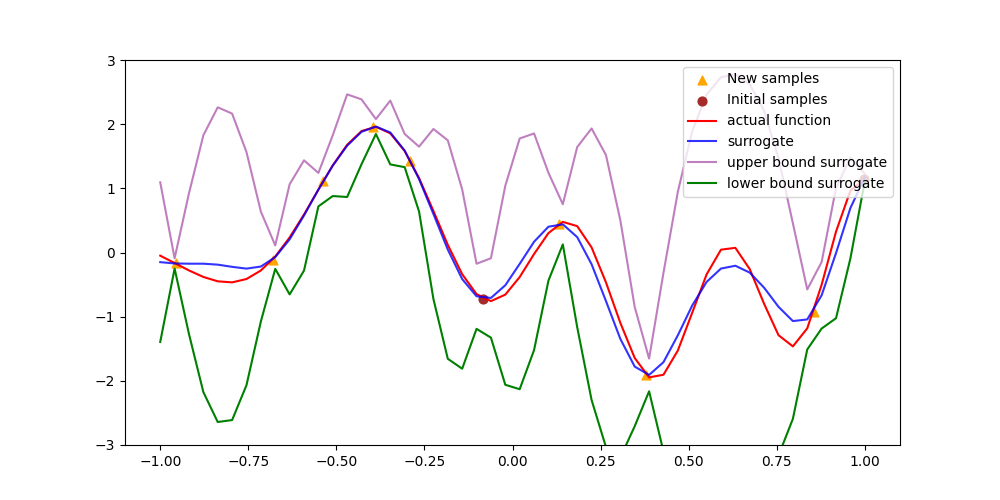 3
2
1
0
−1
−2
−3
−1.00 −0.75 −0.50 −0.25 0.00 0.25 0.50 0.75 1.00
New samples
Initial samples
actual function
surrogate
upper bound surrogate
lower bound surrogate